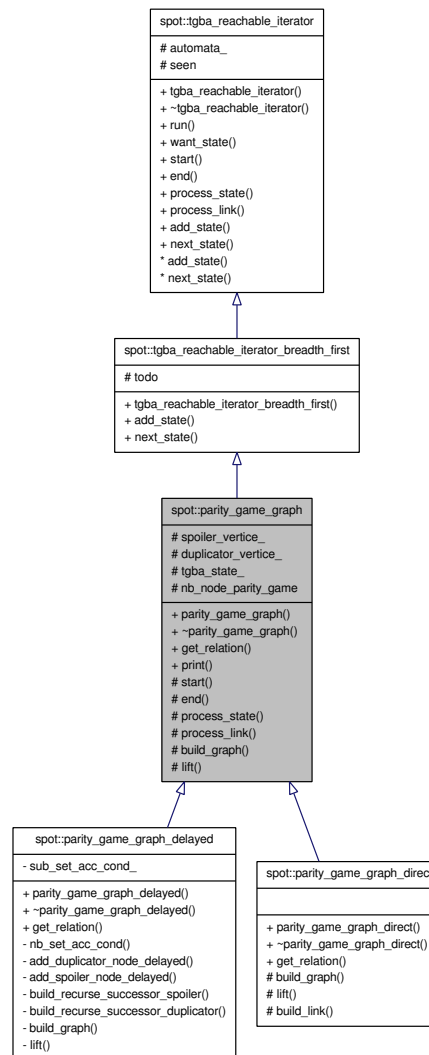 spot::tgba_reachable_iterator
# automata_
# seen
+ tgba_reachable_iterator()
+ ~tgba_reachable_iterator()
+ run()
+ want_state()
+ start()
+ end()
+ process_state()
+ process_link()
+ add_state()
+ next_state()
* add_state()
* next_state()
spot::tgba_reachable_iterator_breadth_first
# todo
+ tgba_reachable_iterator_breadth_first()
+ add_state()
+ next_state()
spot::parity_game_graph
# spoiler_vertice_
# duplicator_vertice_
# tgba_state_
# nb_node_parity_game
+ parity_game_graph()
+ ~parity_game_graph()
+ get_relation()
+ print()
# start()
# end()
# process_state()
# process_link()
# build_graph()
# lift()
spot::parity_game_graph_delayed
- sub_set_acc_cond_
+ parity_game_graph_delayed()
+ ~parity_game_graph_delayed()
+ get_relation()
- nb_set_acc_cond()
- add_duplicator_node_delayed()
- add_spoiler_node_delayed()
- build_recurse_successor_spoiler()
- build_recurse_successor_duplicator()
- build_graph()
- lift()
spot::parity_game_graph_direc
+ parity_game_graph_direct()
+ ~parity_game_graph_direct()
+ get_relation()
# build_graph()
# lift()
# build_link()